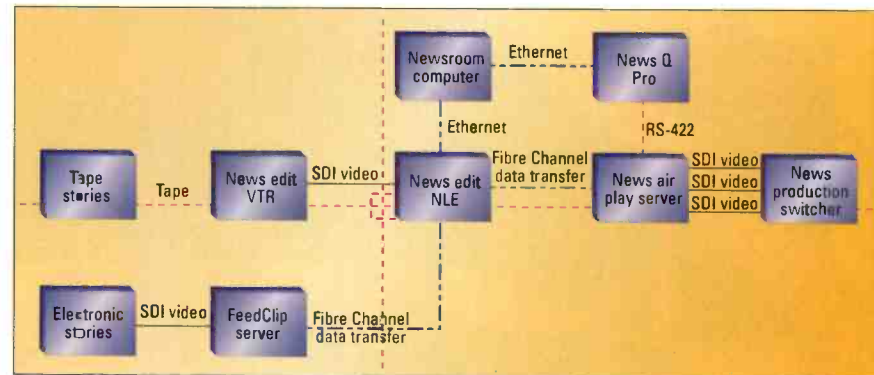 Newsroom
computer
Ethernet
News Q
Pro
Ethernet
RS-422
Tape
stories
Tape
News edit
VTR
SDI video
News edit
NLE
Fibre Channel
data transfer
News air
play server
SDI video
SDI video
SDI video
News
production
switcher
Electronic
stories
SDI video
FeedClip
server
Fibre Channel
data transfer